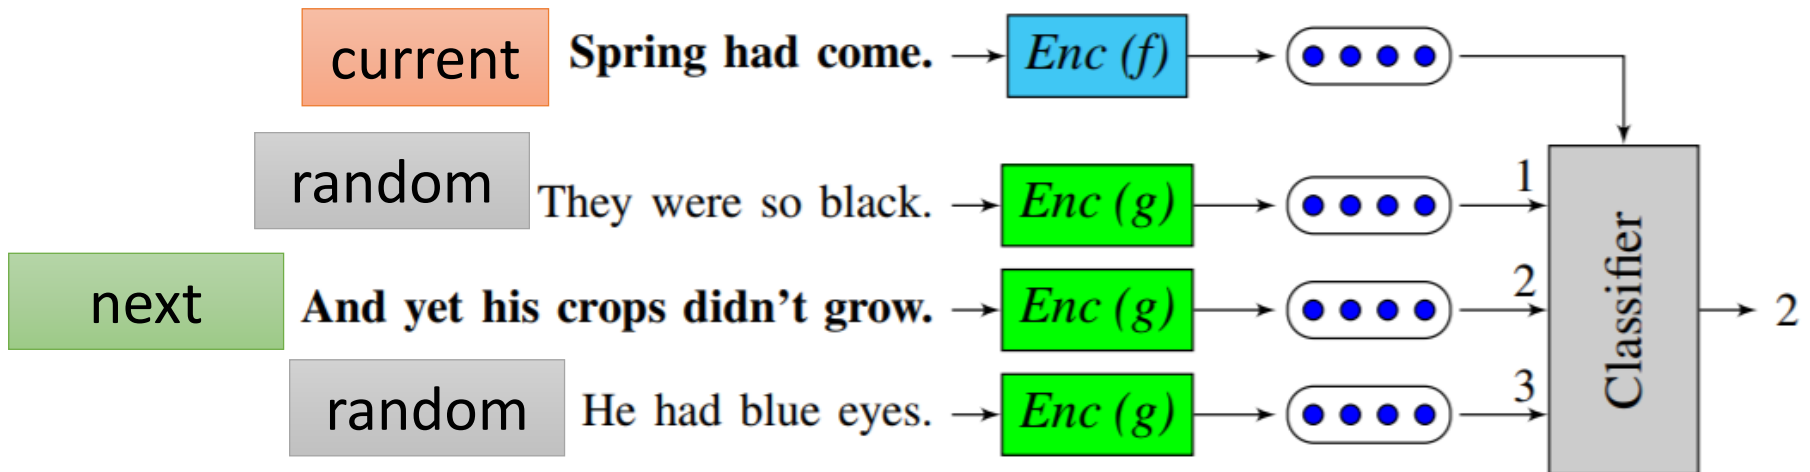 current Spring had come. Enc (f)
random They were so black. Enc (g) 1
next And yet his crops didn't grow. Enc (g) 2
random He had blue eyes. Enc (g) 3
Classifier
2